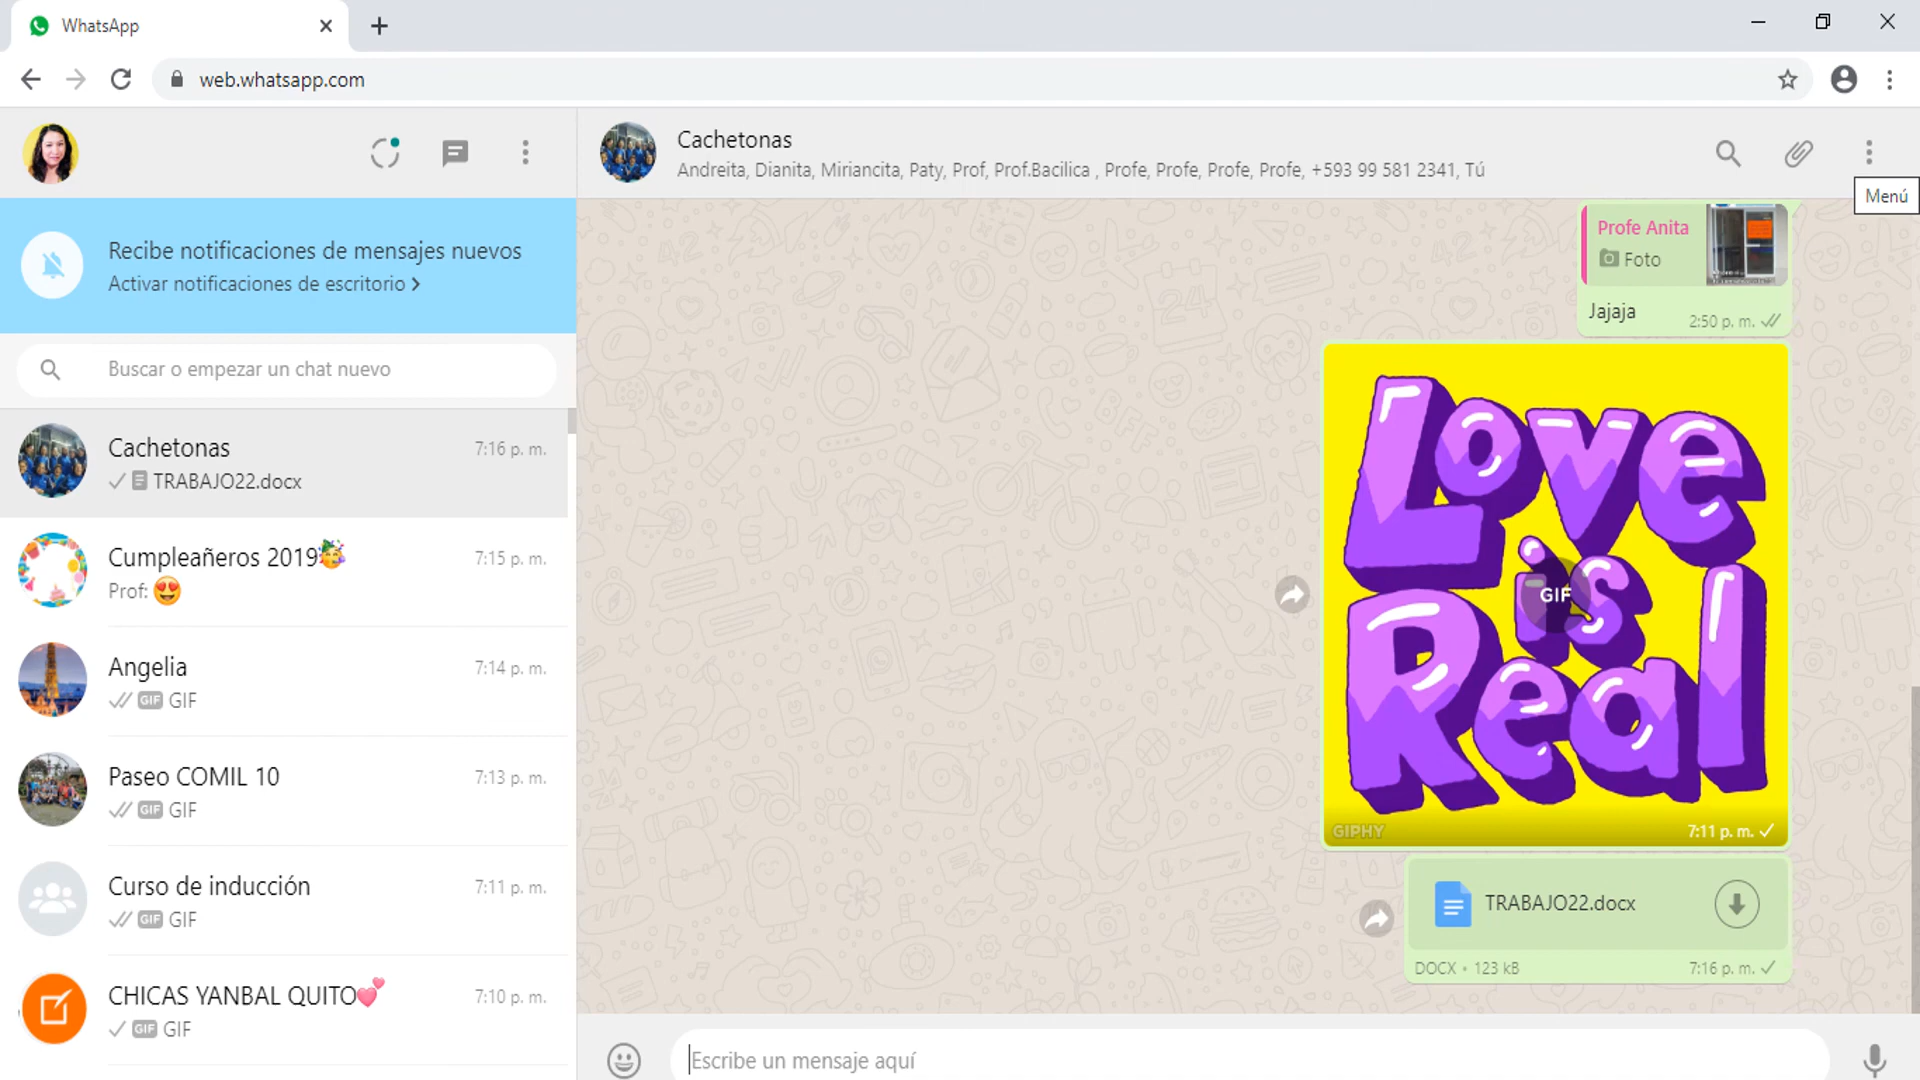 WhatsApp
web.whatsapp.com
Recibe notificaciones de mensajes nuevos
Activar notificaciones de escritorio
Buscar o empezar un chat nuevo
Cachetonas 7:16 p. m.
TRABAJO22.docx
Cumpleañeros 2019🥳 7:15 p. m.
Prof: 😍
Angelia 7:14 p. m.
GIF GIF
Paseo COMIL 10 7:13 p. m.
GIF GIF
Curso de inducción 7:11 p. m.
GIF GIF
CHICAS YANBAL QUITO💕 7:10 p. m.
GIF GIF
Cachetonas
Andreita, Dianita, Miriancita, Paty, Prof, Prof.Bacilica , Profe, Profe, Profe, Profe, +593 99 581 2341, Tú
Menú
Profe Anita
Foto
Jajaja
2:50 p. m.
Love
is
Real
GIF
GIPHY
7:11 p. m.
TRABAJO22.docx
DOCX • 123 kB
7:16 p. m.
Escribe un mensaje aquí